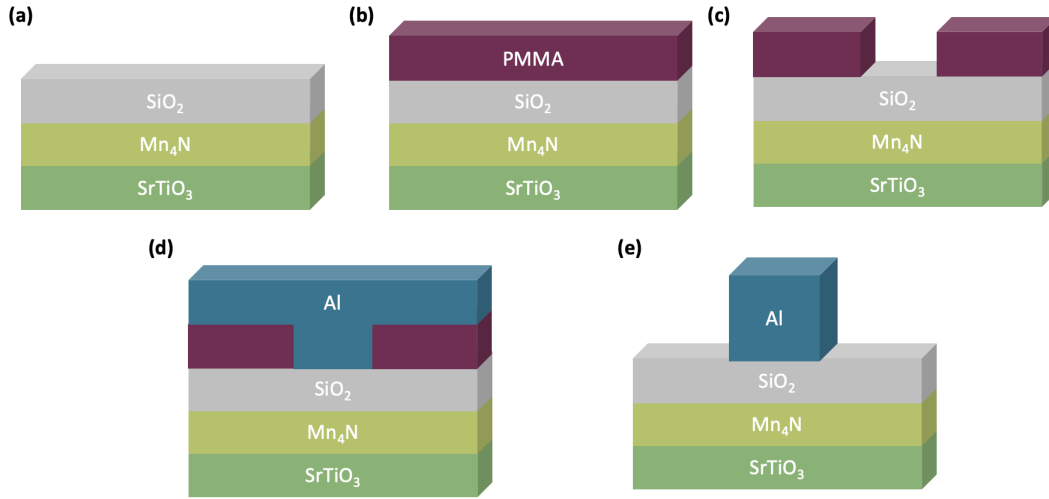 (a)
SiO₂
Mn₄N
SrTiO₃
(b)
PMMA
SiO₂
Mn₄N
SrTiO₃
(c)
SiO₂
Mn₄N
SrTiO₃
(d)
Al
SiO₂
Mn₄N
SrTiO₃
(e)
Al
SiO₂
Mn₄N
SrTiO₃